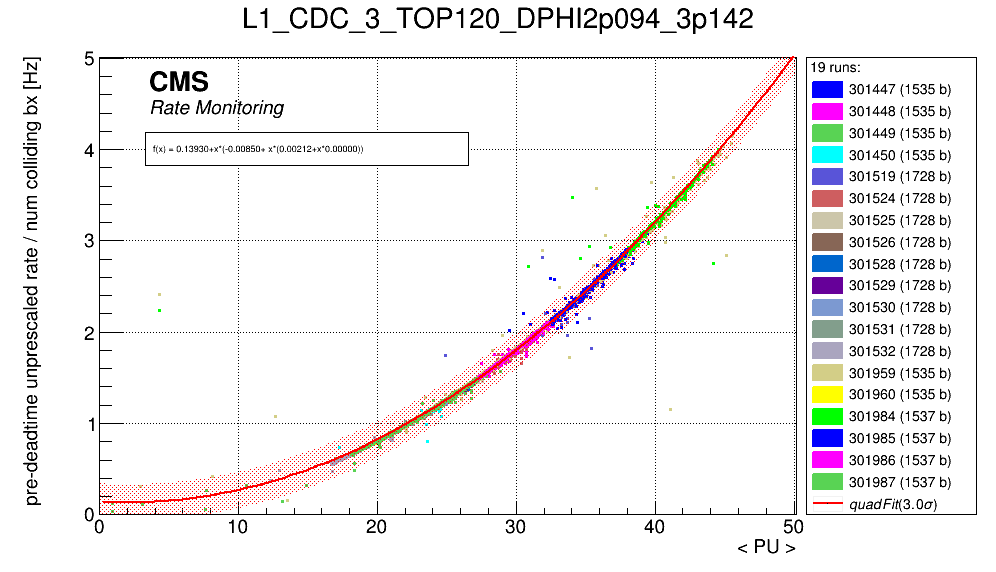 L1_CDC_3_TOP120_DPHI2p094_3p142
pre-deadtime unprescaled rate / num colliding bx [Hz]
5
4
3
2
1
0
CMS
Rate Monitoring
f(x) = 0.13930+x*(-0.00850+ x*(0.00212+x*0.00000))
0 10 20 30 40 50
< PU >
19 runs:
301447 (1535 b)
301448 (1535 b)
301449 (1535 b)
301450 (1535 b)
301519 (1728 b)
301524 (1728 b)
301525 (1728 b)
301526 (1728 b)
301528 (1728 b)
301529 (1728 b)
301530 (1728 b)
301531 (1728 b)
301532 (1728 b)
301959 (1535 b)
301960 (1535 b)
301984 (1537 b)
301985 (1537 b)
301986 (1537 b)
301987 (1537 b)
quadFit(3.0σ)